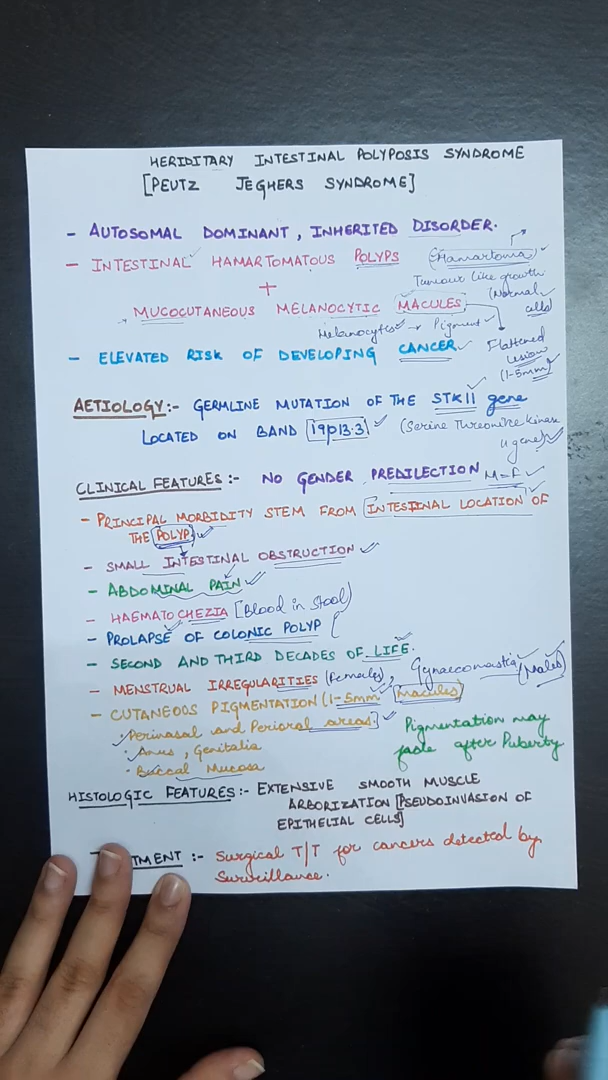 HERIDITARY INTESTINAL POLYPOSIS SYNDROME
[PEUTZ JEGHERS SYNDROME]
- AUTOSOMAL DOMINANT, INHERITED DISORDER.
- INTESTINAL HAMARTOMATOUS POLYPS (Hamartoma)
Tumour like growth
+
(Normal cells)
MUCOCUTANEOUS MELANOCYTIC MACULES
Melanocytes → Pigment
Flattened lesion
(1-5mm)
- ELEVATED RISK OF DEVELOPING CANCER
AETIOLOGY:- GERMLINE MUTATION OF THE STK11 gene
LOCATED ON BAND [19p13.3] (Serine Threonine Kinase
11 gene)
CLINICAL FEATURES:- NO GENDER PREDILECTION M=F
- PRINCIPAL MORBIDITY STEM FROM INTESTINAL LOCATION OF
THE POLYP.
- SMALL INTESTINAL OBSTRUCTION
- ABDOMINAL PAIN
- HAEMATOCHEZIA [Blood in Stool)
- PROLAPSE OF COLONIC POLYP
- SECOND AND THIRD DECADES OF LIFE.
- MENSTRUAL IRREGULARITIES (Females), Gynaecomastia (Males)
- CUTANEOUS PIGMENTATION (1-5mm Macules)
• Perinasal and Perioral areas.
• Anus, Genitalia
• Buccal Mucosa
Pigmentation may
fade after Puberty
HISTOLOGIC FEATURES:- EXTENSIVE SMOOTH MUSCLE
ARBORIZATION [PSEUDOINVASION OF
EPITHELIAL CELLS]
TMENT :- Surgical T/T for cancers detected by
Surveillance.